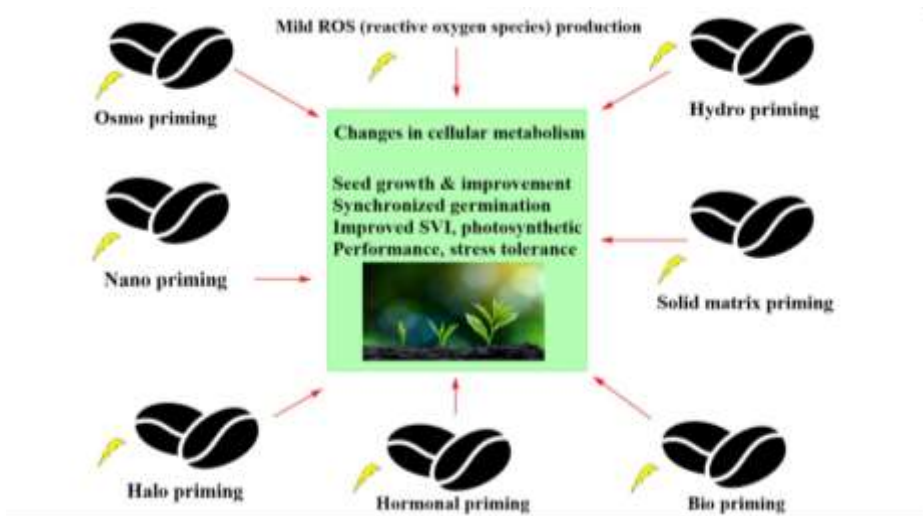 Mild ROS (reactive oxygen species) production
Osmo priming
Hydro priming
Changes in cellular metabolism
Seed growth & improvement
Synchronized germination
Improved SVI, photosynthetic
Performance, stress tolerance
Nano priming
Solid matrix priming
Halo priming
Hormonal priming
Bio priming